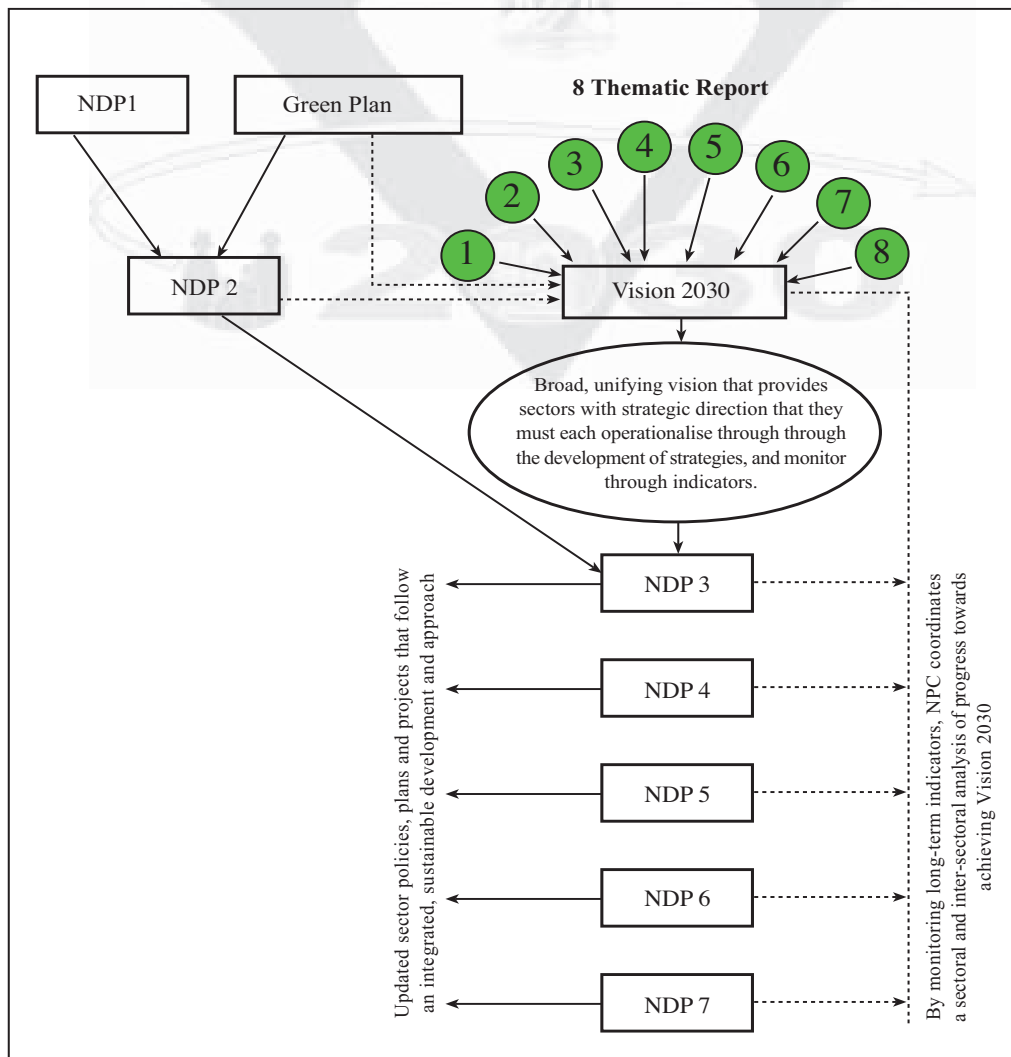 8 Thematic Report
NDP1
Green Plan
1
2
3
4
5
6
7
8
NDP 2
Vision 2030
Broad, unifying vision that provides
sectors with strategic direction that they
must each operationalise through through
the development of strategies, and monitor
through indicators.
NDP 3
NDP 4
NDP 5
NDP 6
NDP 7
Updated sector policies, plans and projects that follow
an integrated, sustainable development and approach
By monitoring long-term indicators, NPC coordinates
a sectoral and inter-sectoral analysis of progress towards
achieving Vision 2030
2030